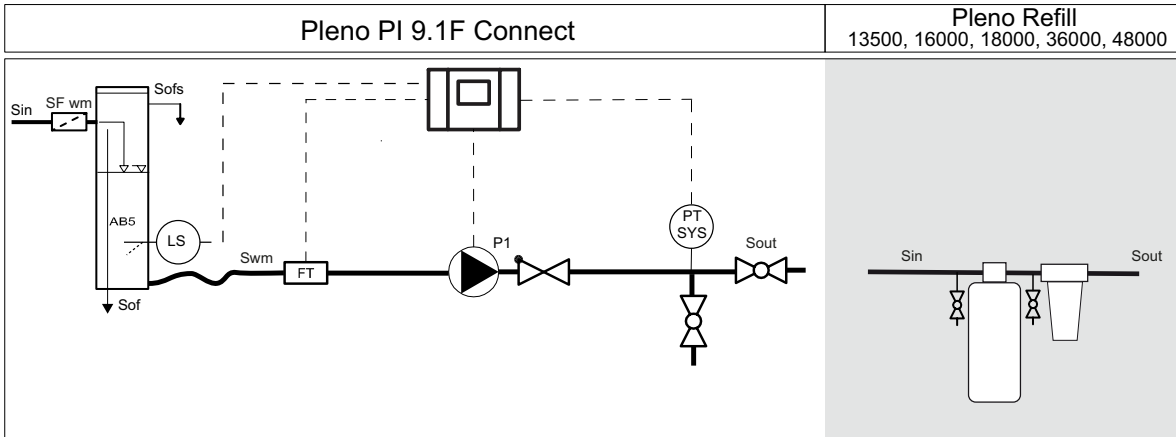 Pleno PI 9.1F Connect
Pleno Refill
13500, 16000, 18000, 36000, 48000
Sin
SF wm
Sofs
AB5
LS
Swm
FT
Sof
P1
PT
SYS
Sout
Sin
Sout